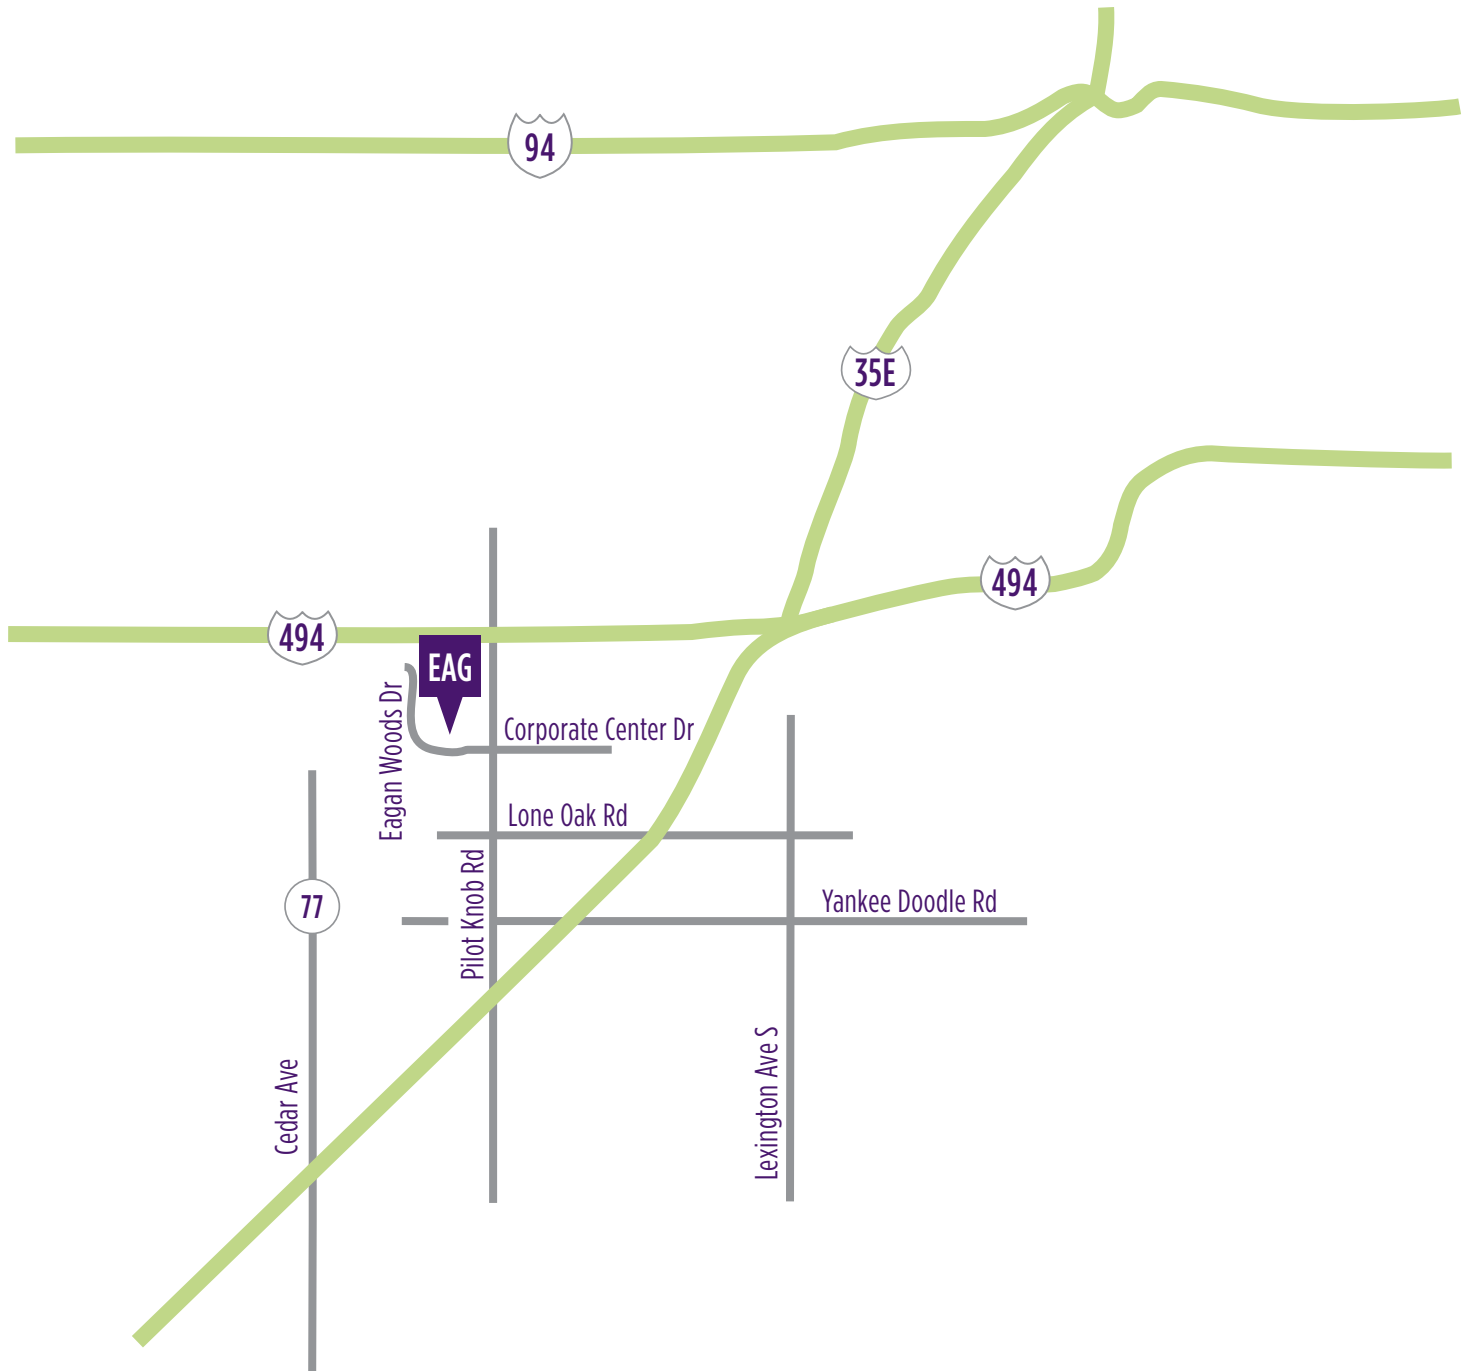 94
35E
494
494
EAG
Eagan Woods Dr
Corporate Center Dr
Lone Oak Rd
Pilot Knob Rd
77
Yankee Doodle Rd
Cedar Ave
Lexington Ave S